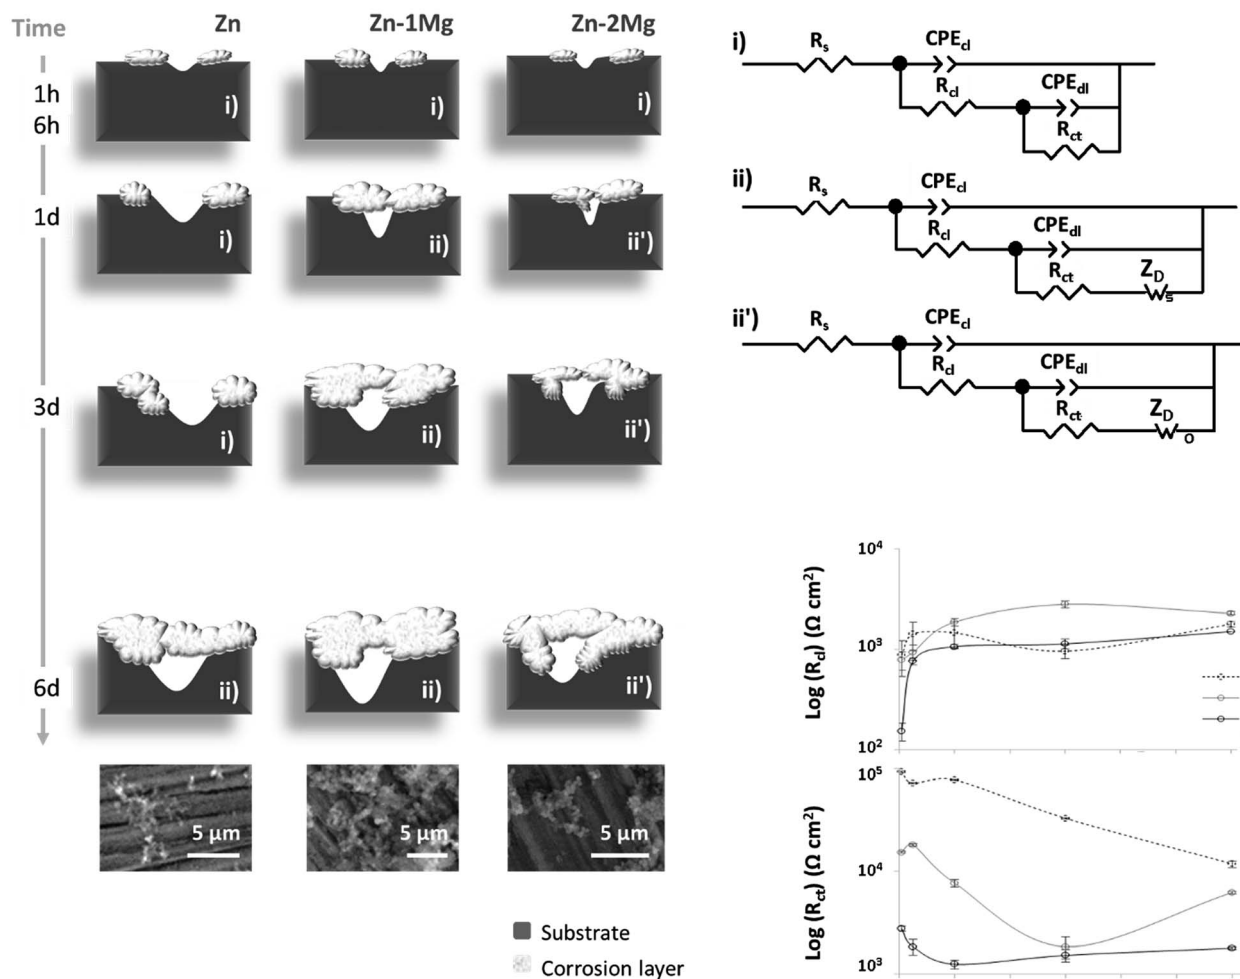 Time
Zn
Zn-1Mg
Zn-2Mg
1h
6h
i)
i)
i)
1d
i)
ii)
ii')
3d
i)
ii)
ii')
6d
ii)
ii)
ii')
5 μm
5 μm
5 μm
Substrate
Corrosion layer
i)
Rs
CPEcl
Rcl
CPEdl
Rct
ii)
Rs
CPEcl
Rcl
CPEdl
Rct
ZD
s
ii')
Rs
CPEcl
Rcl
CPEdl
Rct
ZD
o
Log (Rcl) (Ω cm²)
10⁴
10³
10²
Log (Rct) (Ω cm²)
10⁵
10⁴
10³